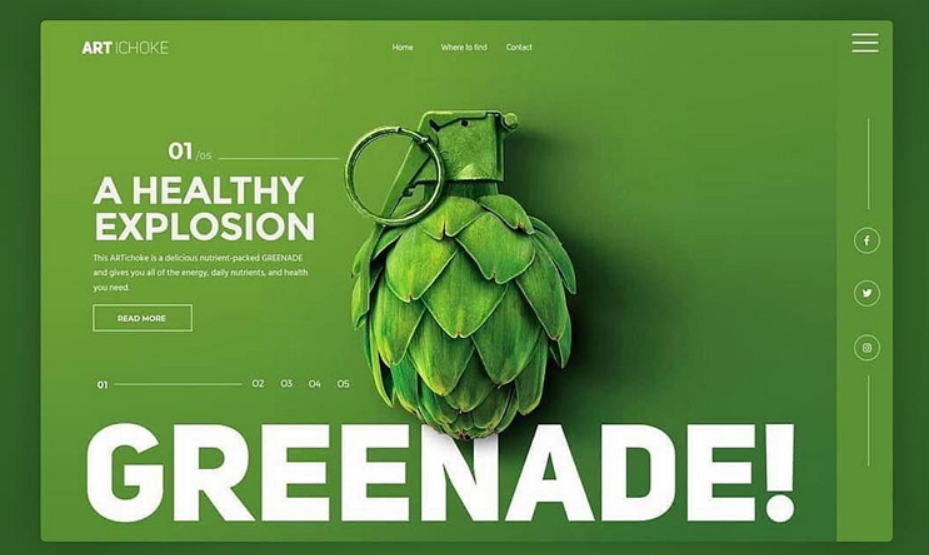 ARTICHOKE
Home Where to find Contact
01 /05
A HEALTHY
EXPLOSION
This ARTichoke is a delicious nutrient-packed GREENADE
and gives you all of the energy, daily nutrients, and health
you need.
READ MORE
01 02 03 04 05
GREENADE!